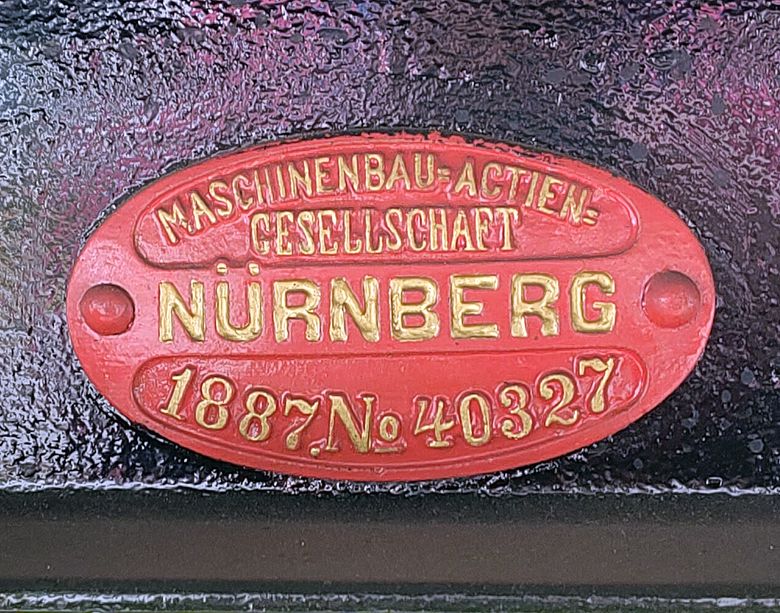 MASCHINENBAU=ACTIEN=
GESELLSCHAFT
NÜRNBERG
1887. No 40327